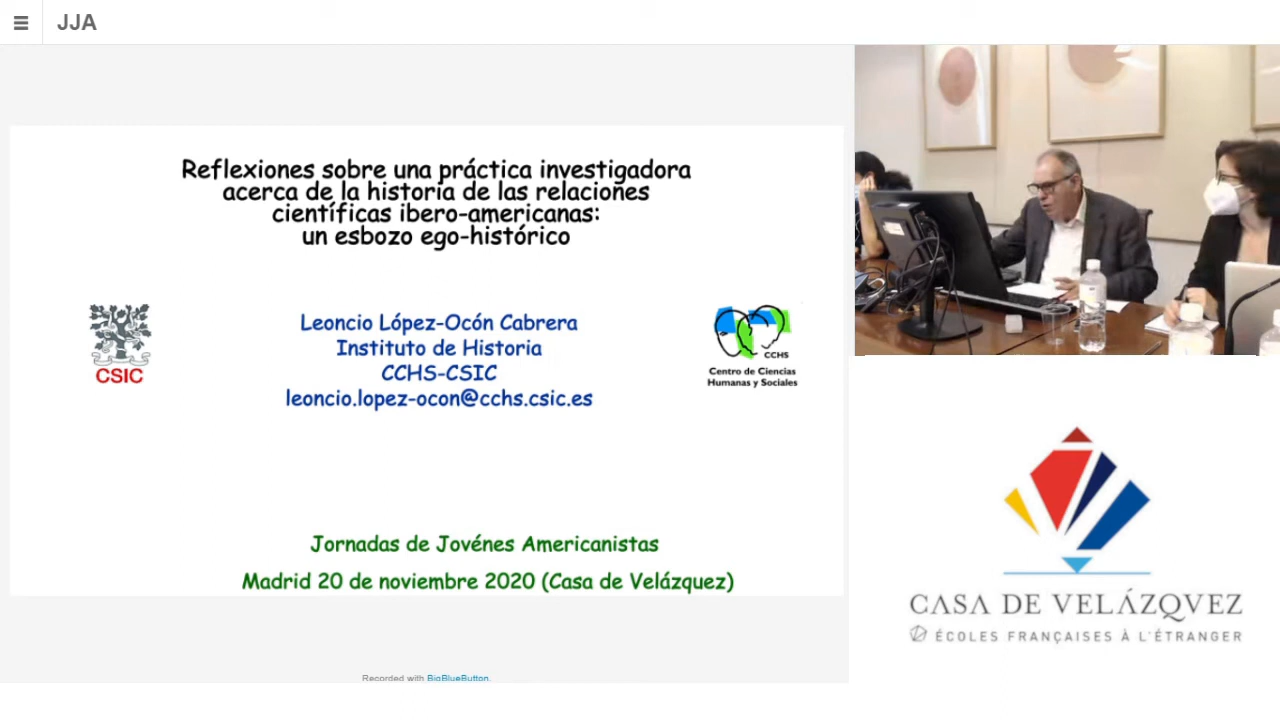 JJA
Reflexiones sobre una práctica investigadora
acerca de la historia de las relaciones
científicas ibero-americanas:
un esbozo ego-histórico
CSIC
Leoncio López-Ocón Cabrera
Instituto de Historia
CCHS-CSIC
leoncio.lopez-ocon@cchs.csic.es
CCHS
Centro de Ciencias
Humanas y Sociales
Jornadas de Jovénes Americanistas
Madrid 20 de noviembre 2020 (Casa de Velázquez)
Recorded with BigBlueButton.
CASA DE VELÁZQVEZ
ÉCOLES FRANÇAISES À L'ÉTRANGER